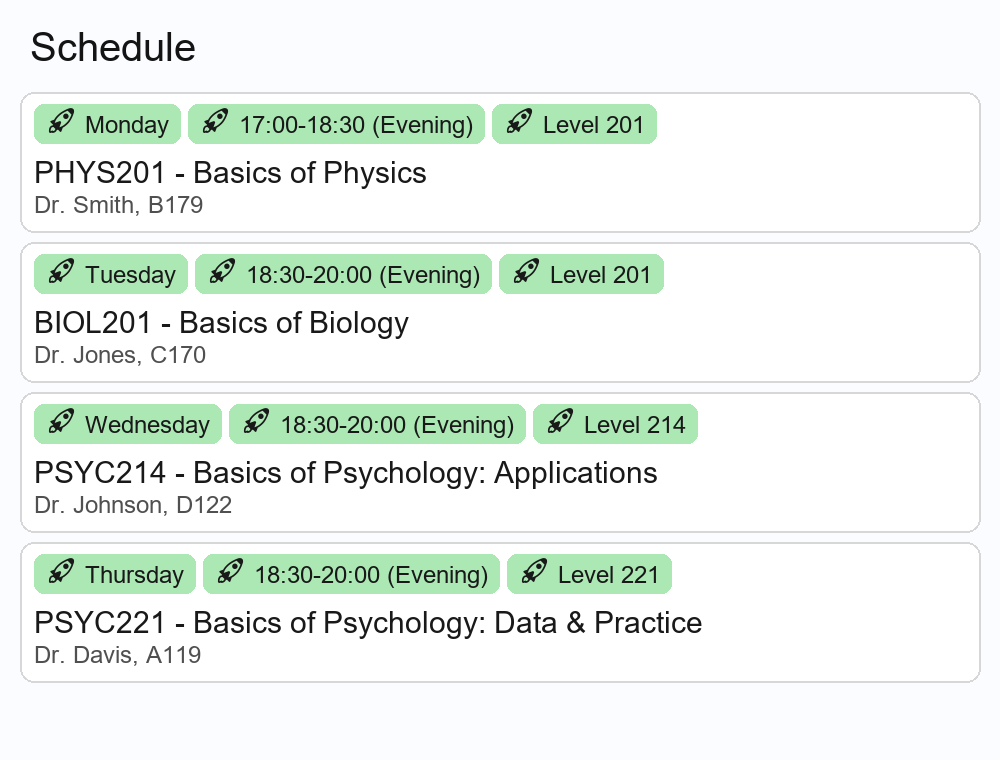 Schedule
Monday 17:00-18:30 (Evening) Level 201
PHYS201 - Basics of Physics
Dr. Smith, B179
Tuesday 18:30-20:00 (Evening) Level 201
BIOL201 - Basics of Biology
Dr. Jones, C170
Wednesday 18:30-20:00 (Evening) Level 214
PSYC214 - Basics of Psychology: Applications
Dr. Johnson, D122
Thursday 18:30-20:00 (Evening) Level 221
PSYC221 - Basics of Psychology: Data & Practice
Dr. Davis, A119